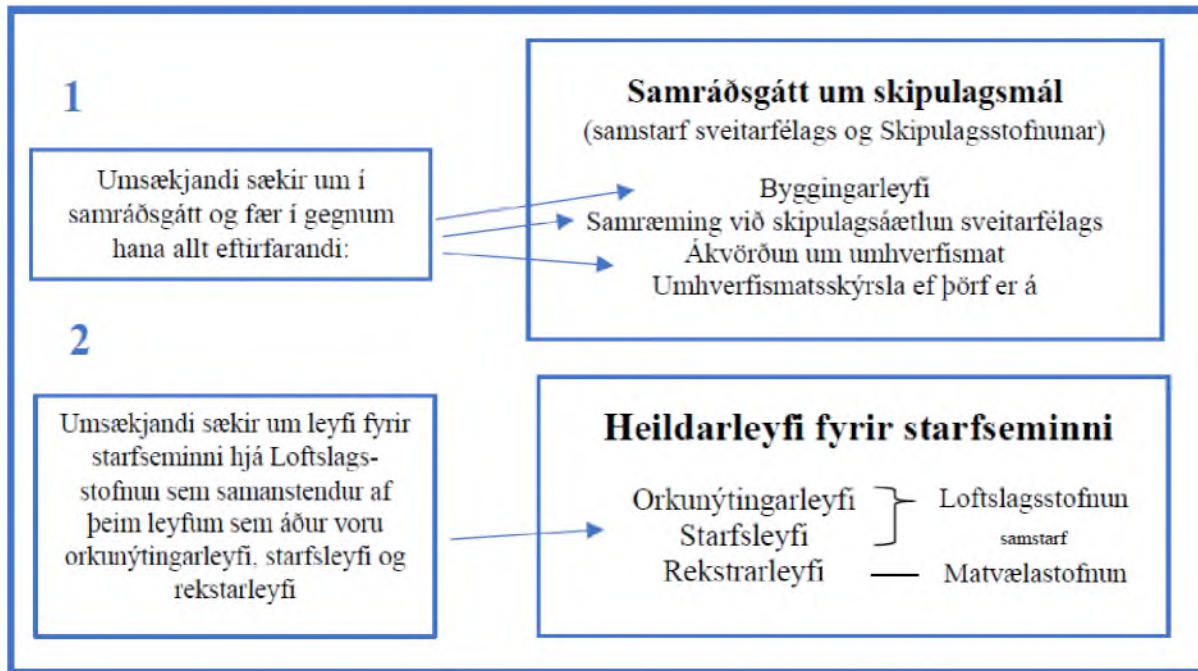 1
Umsækjandi sækir um í
samráðsgátt og fær í gegnum
hana allt eftirfarandi:
Samráðsgátt um skipulagsmál
(samstarf sveitarfélags og Skipulagsstofnunar)
Byggingarleyfi
Samræming við skipulagsáætlun sveitarfélags
Ákvörðun um umhverfismat
Umhverfismatsskýrsla ef þörf er á
2
Umsækjandi sækir um leyfi fyrir
starfseminni hjá Loftslags-
stofnun sem samanstendur af
þeim leyfum sem áður voru
orkunýtingarleyfi, starfsleyfi og
rekstarleyfi
Heildarleyfi fyrir starfseminni
Orkunýtingarleyfi
Starfsleyfi
Rekstrarleyfi
Loftslagsstofnun
samstarf
Matvælastofnun